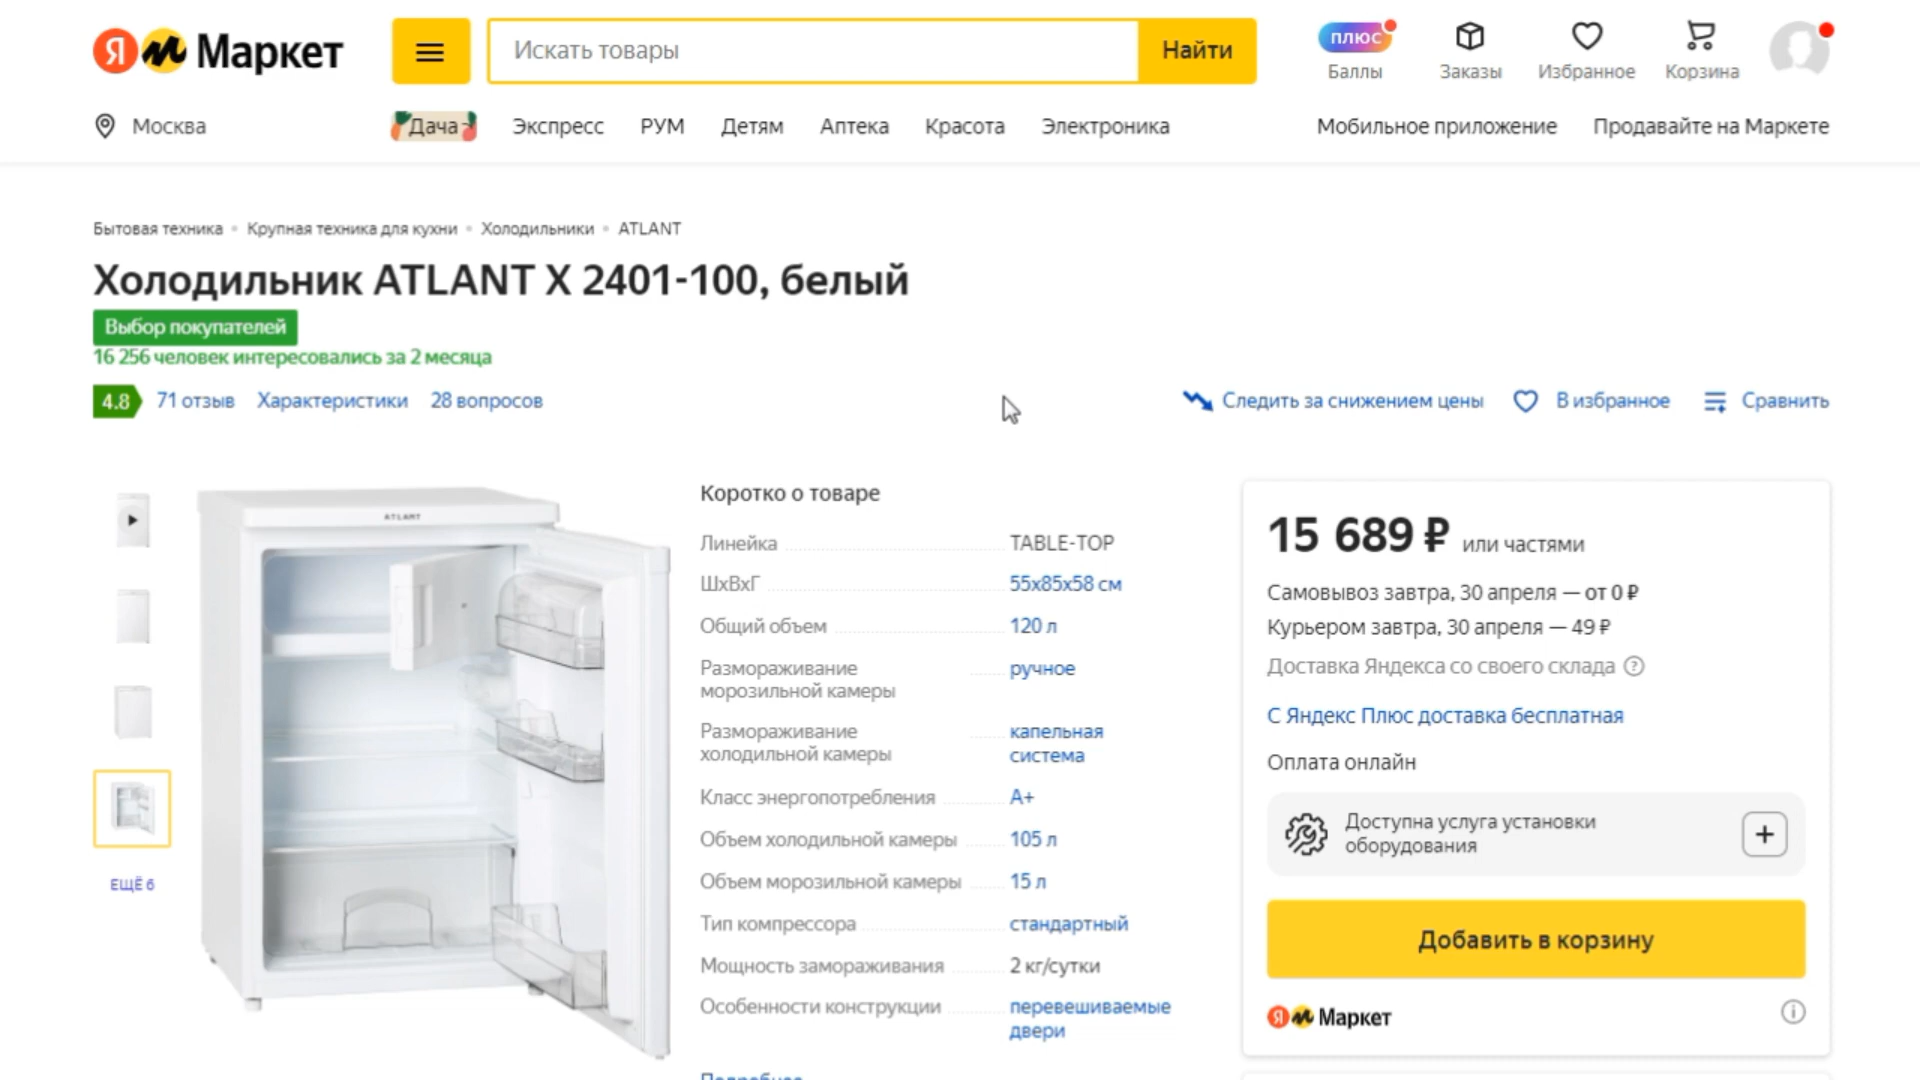 Я м Маркет
Искать товары
Найти
плюс
Баллы
Заказы
Избранное
Корзина
Москва
Дача
Экспресс
РУМ
Детям
Аптека
Красота
Электроника
Мобильное приложение
Продавайте на Маркете
Бытовая техника • Крупная техника для кухни • Холодильники • ATLANT
Холодильник ATLANT Х 2401-100, белый
Выбор покупателей
16 256 человек интересовались за 2 месяца
4.8 71 отзыв Характеристики 28 вопросов
Следить за снижением цены
В избранное
Сравнить
ATLANT
ЕЩЁ 6
Коротко о товаре
Линейка TABLE-TOP
ШхВхГ 55х85х58 см
Общий объем 120 л
Размораживание
морозильной камеры
ручное
Размораживание
холодильной камеры
капельная
система
Класс энергопотребления A+
Объем холодильной камеры 105 л
Объем морозильной камеры 15 л
Тип компрессора стандартный
Мощность замораживания 2 кг/сутки
Особенности конструкции перевешиваемые
двери
Подробнее
15 689 ₽ или частями
Самовывоз завтра, 30 апреля — от 0 ₽
Курьером завтра, 30 апреля — 49 ₽
Доставка Яндекса со своего склада
С Яндекс Плюс доставка бесплатная
Оплата онлайн
Доступна услуга установки
оборудования
Добавить в корзину
Я м Маркет